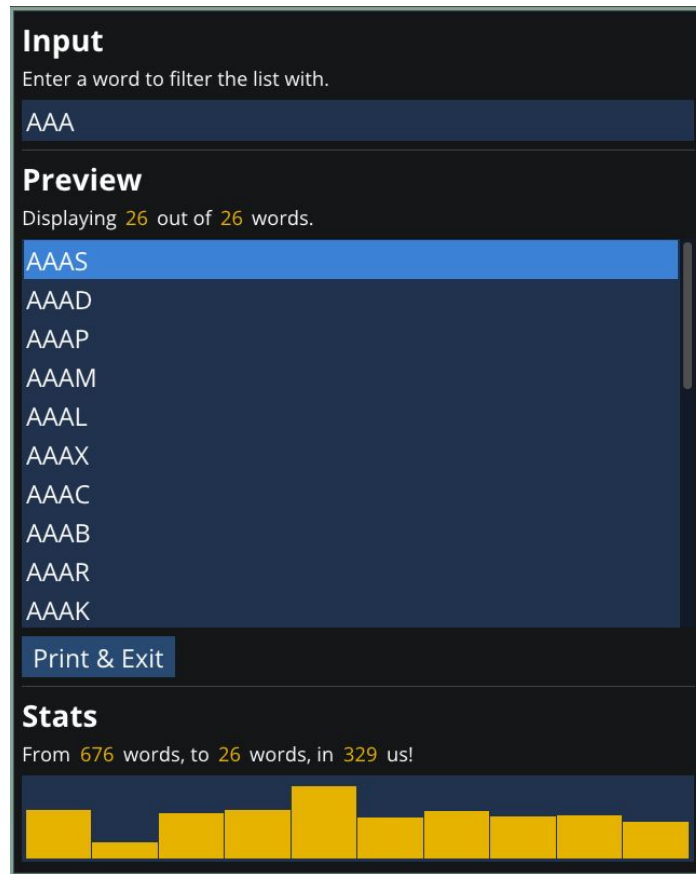 Input
Enter a word to filter the list with.
AAA
Preview
Displaying 26 out of 26 words.
AAAS
AAAD
AAAP
AAAM
AAAL
AAAX
AAAC
AAAB
AAAR
AAAK
Print & Exit
Stats
From 676 words, to 26 words, in 329 us!